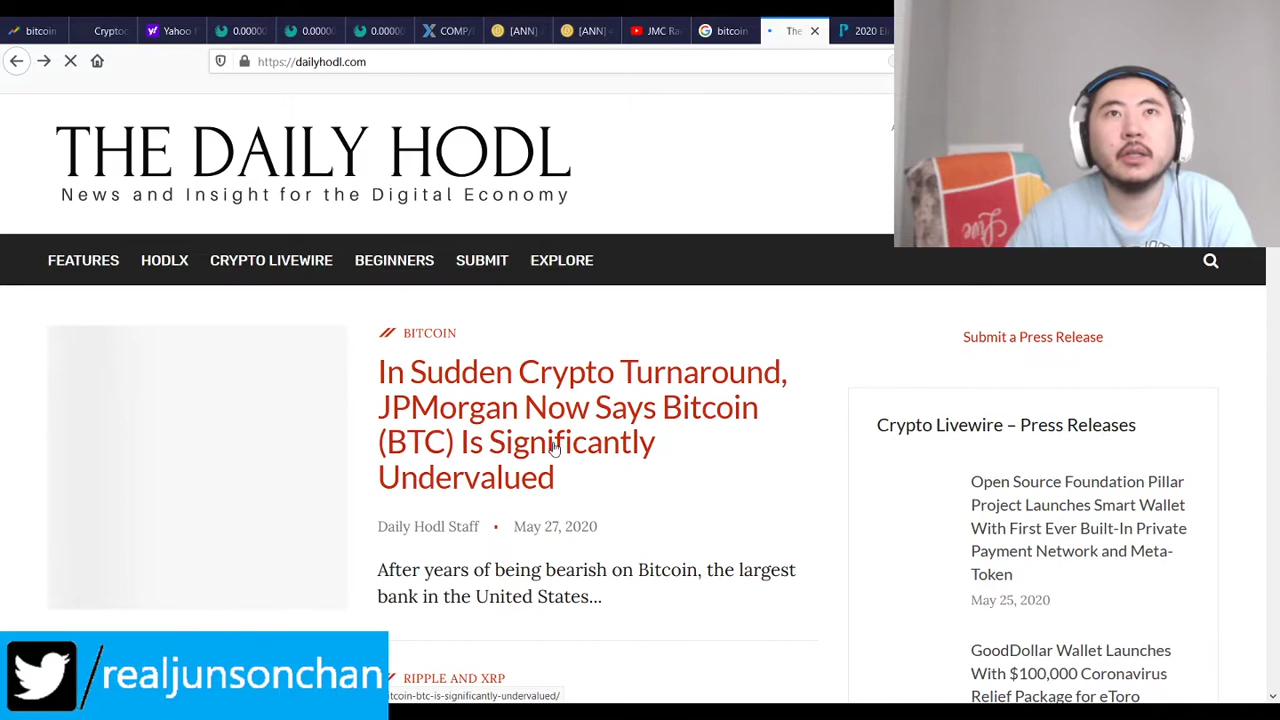 bitcoin
Cryptoc
Yahoo
0.00000
0.00000
0.00000
COMP/
[ANN]
[ANN]
JMC Ra
bitcoin
The
2020 El
https://dailyhodl.com
THE DAILY HODL
News and Insight for the Digital Economy
FEATURES HODLX CRYPTO LIVEWIRE BEGINNERS SUBMIT EXPLORE
BITCOIN
In Sudden Crypto Turnaround,
JPMorgan Now Says Bitcoin
(BTC) Is Significantly
Undervalued
Daily Hodl Staff • May 27, 2020
After years of being bearish on Bitcoin, the largest
bank in the United States...
RIPPLE AND XRP
itcoin-btc-is-significantly-undervalued/
Submit a Press Release
Crypto Livewire – Press Releases
Open Source Foundation Pillar
Project Launches Smart Wallet
With First Ever Built-In Private
Payment Network and Meta-
Token
May 25, 2020
GoodDollar Wallet Launches
With $100,000 Coronavirus
Relief Package for eToro
/realjunsonchan
Live